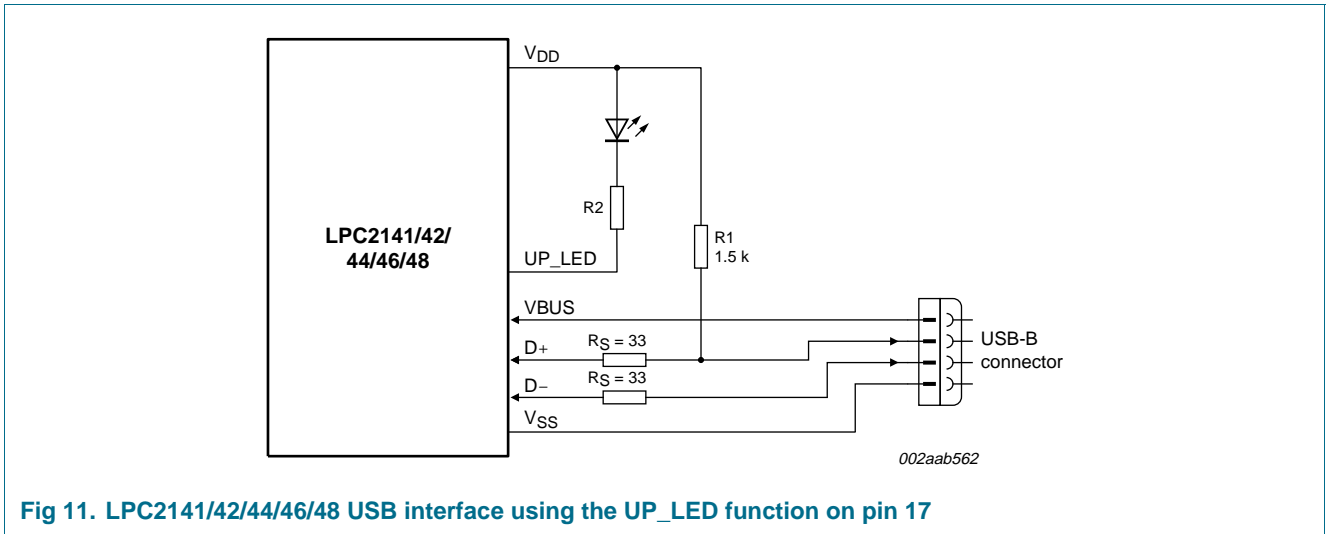 VDD
R2
R1
1.5 k
LPC2141/42/
44/46/48
UP_LED
VBUS
D+
RS = 33
USB-B
connector
D−
RS = 33
VSS
002aab562
Fig 11. LPC2141/42/44/46/48 USB interface using the UP_LED function on pin 17